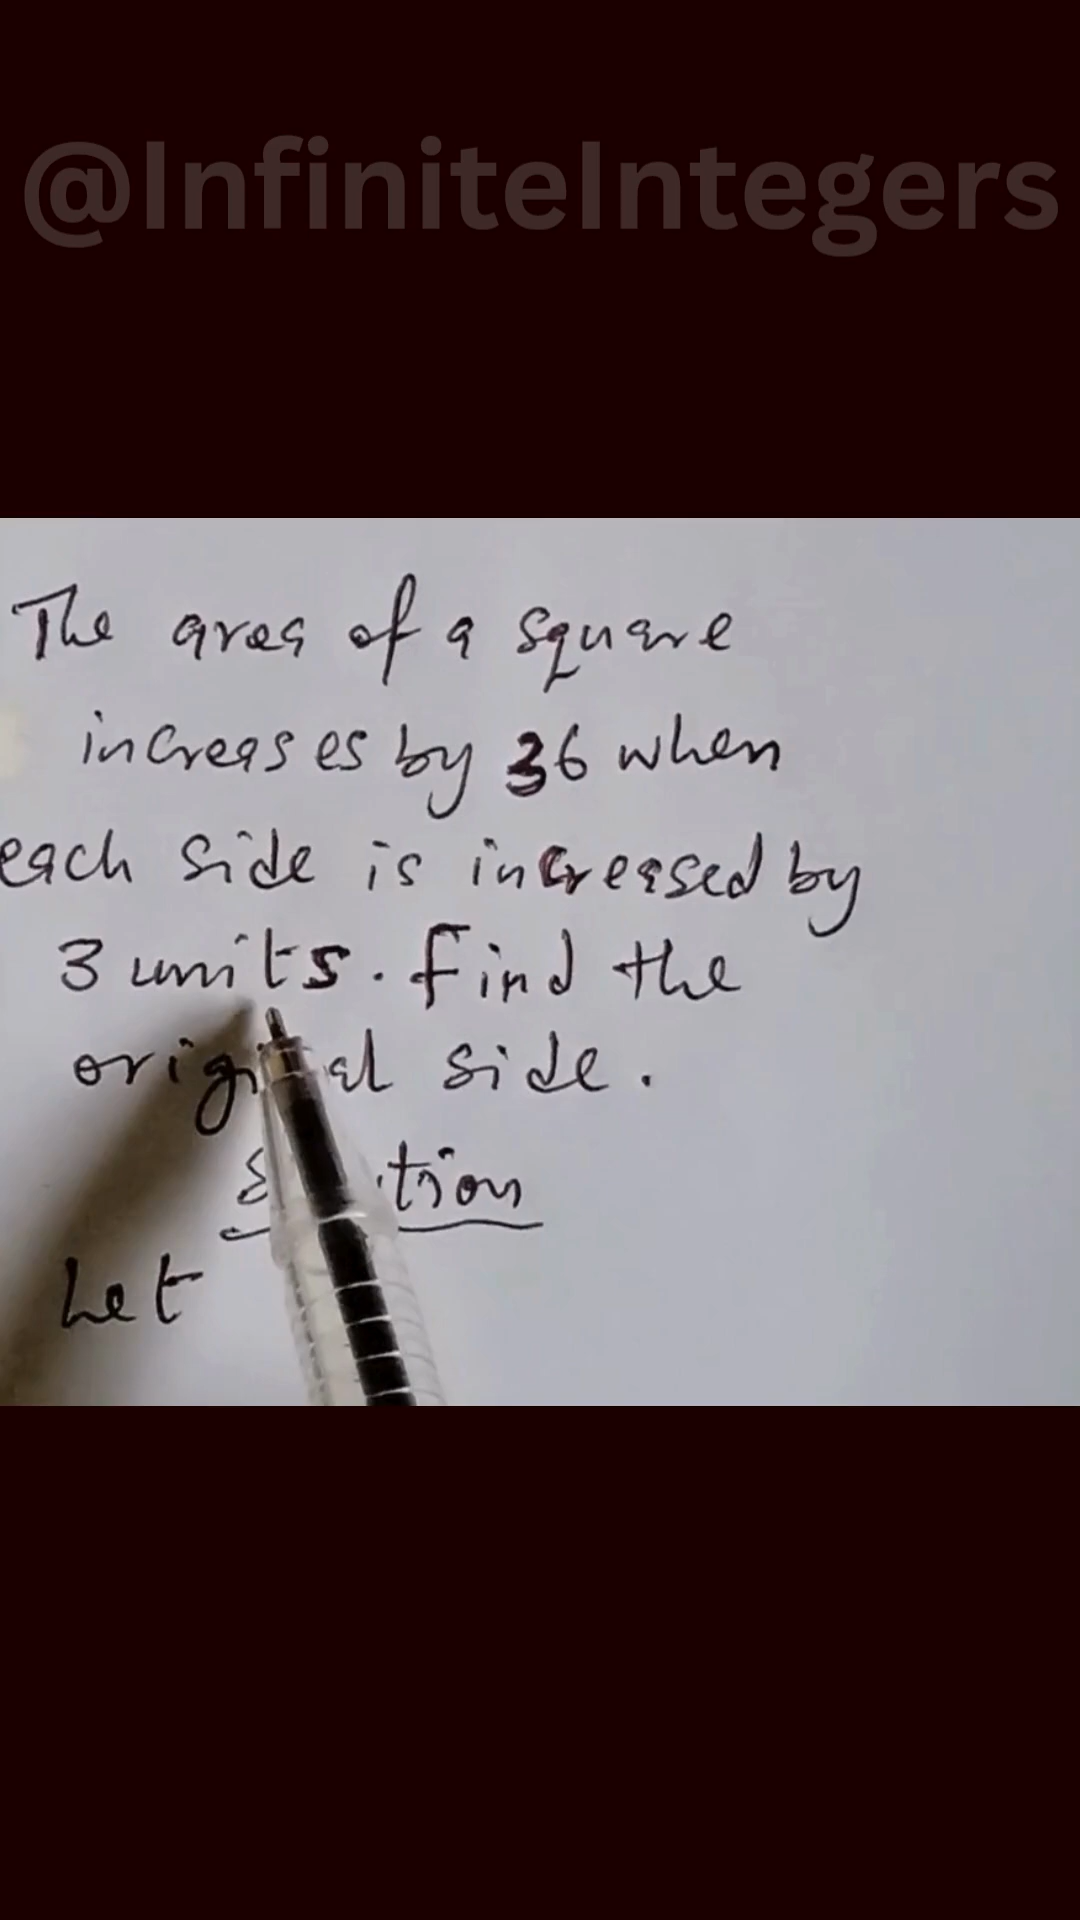 @InfiniteIntegers
The area of a square
increases by 36 when
each side is increased by
3 units. Find the
side.
Let